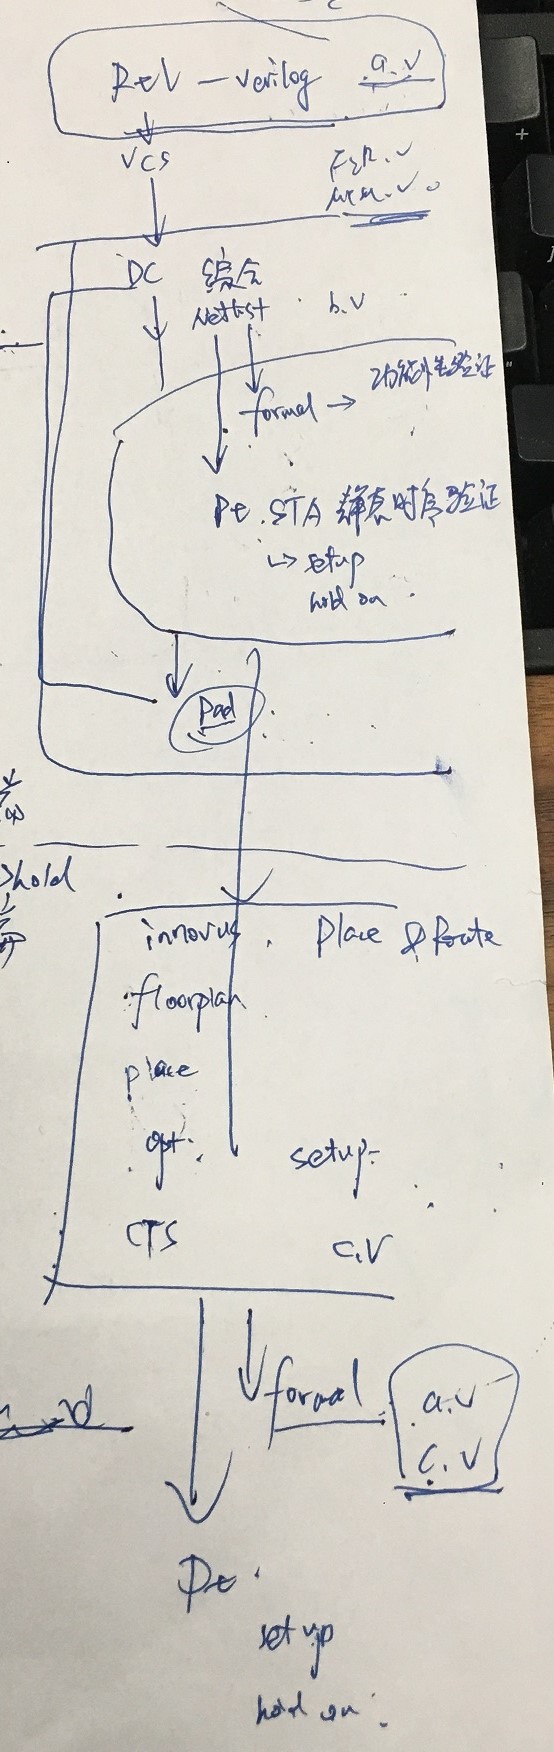 Rtl — verilog a.v
VCS
DC 综合
Netlist b.v
formal → 功能性验证
Pt. STA 静态时序验证
↳ setup
hold on
Pad
hold
innovus. Place & Route
floorplan
place
opt. setup
CTS c.v
formal a.v
c.v
Pt.
setup
hold on